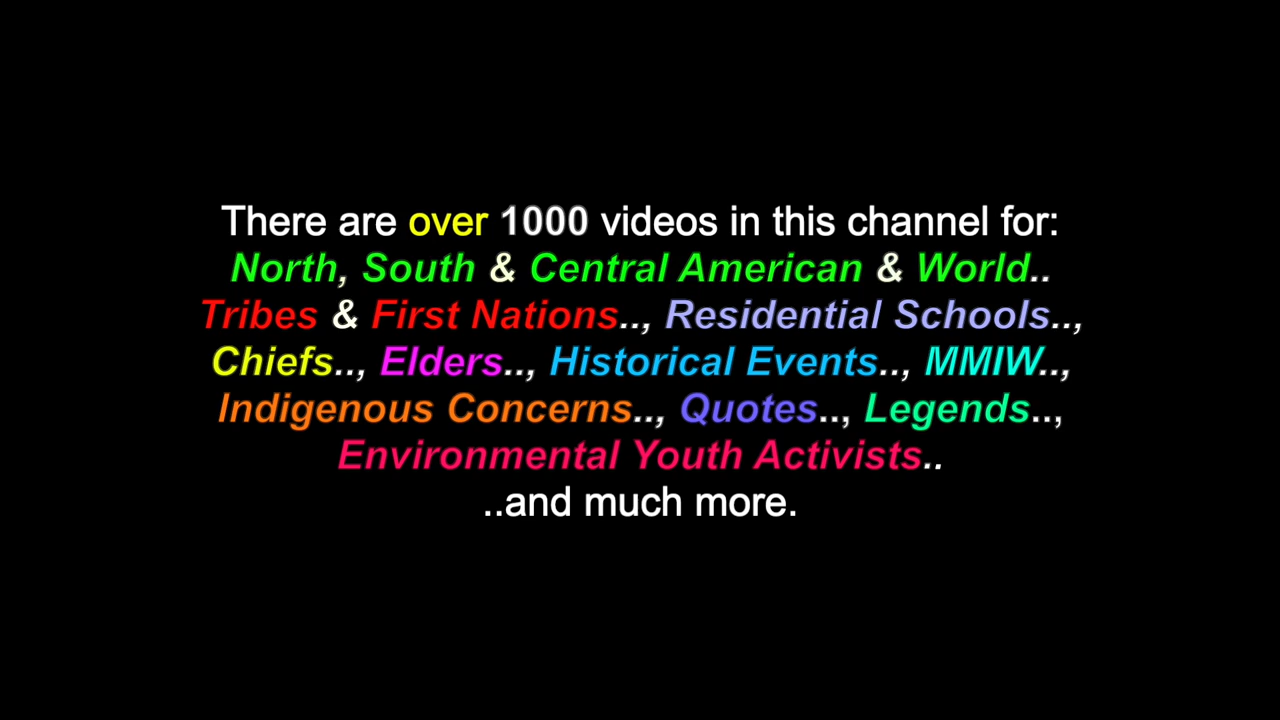 There are over 1000 videos in this channel for:
North, South & Central American & World..
Tribes & First Nations.., Residential Schools..,
Chiefs.., Elders.., Historical Events.., MMIW..,
Indigenous Concerns.., Quotes.., Legends..,
Environmental Youth Activists..
..and much more.